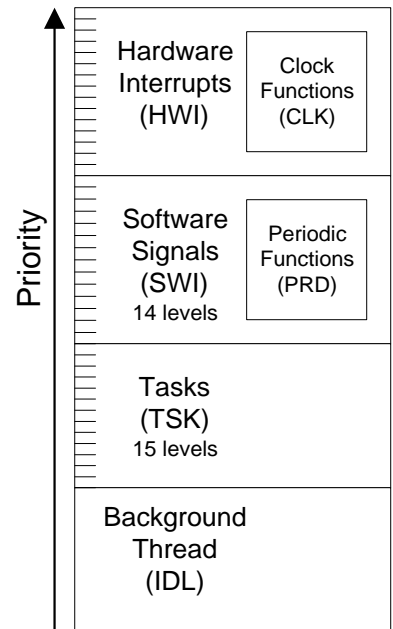 Priority
Hardware
Interrupts
(HWI)
Clock
Functions
(CLK)
Software
Signals
(SWI)
14 levels
Periodic
Functions
(PRD)
Tasks
(TSK)
15 levels
Background
Thread
(IDL)